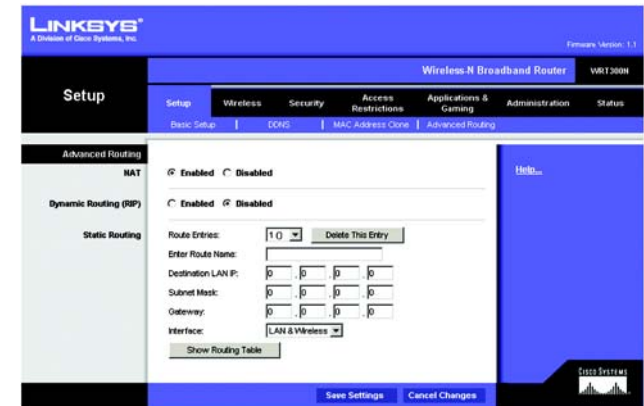 LINKSYS®
A Division of Cisco Systems, Inc.
Firmware Version: 1.1
Wireless-N Broadband Router WRT300N
Setup
Setup Wireless Security Access Restrictions Applications & Gaming Administration Status
Basic Setup | DDNS | MAC Address Clone | Advanced Routing
Advanced Routing
NAT Enabled Disabled
Help...
Dynamic Routing (RIP) Enabled Disabled
Static Routing Route Entries: 1 () Delete This Entry
Enter Route Name:
Destination LAN IP: 0 . 0 . 0 . 0
Subnet Mask: 0 . 0 . 0 . 0
Gateway: 0 . 0 . 0 . 0
Interface: LAN & Wireless
Show Routing Table
Save Settings Cancel Changes
CISCO SYSTEMS